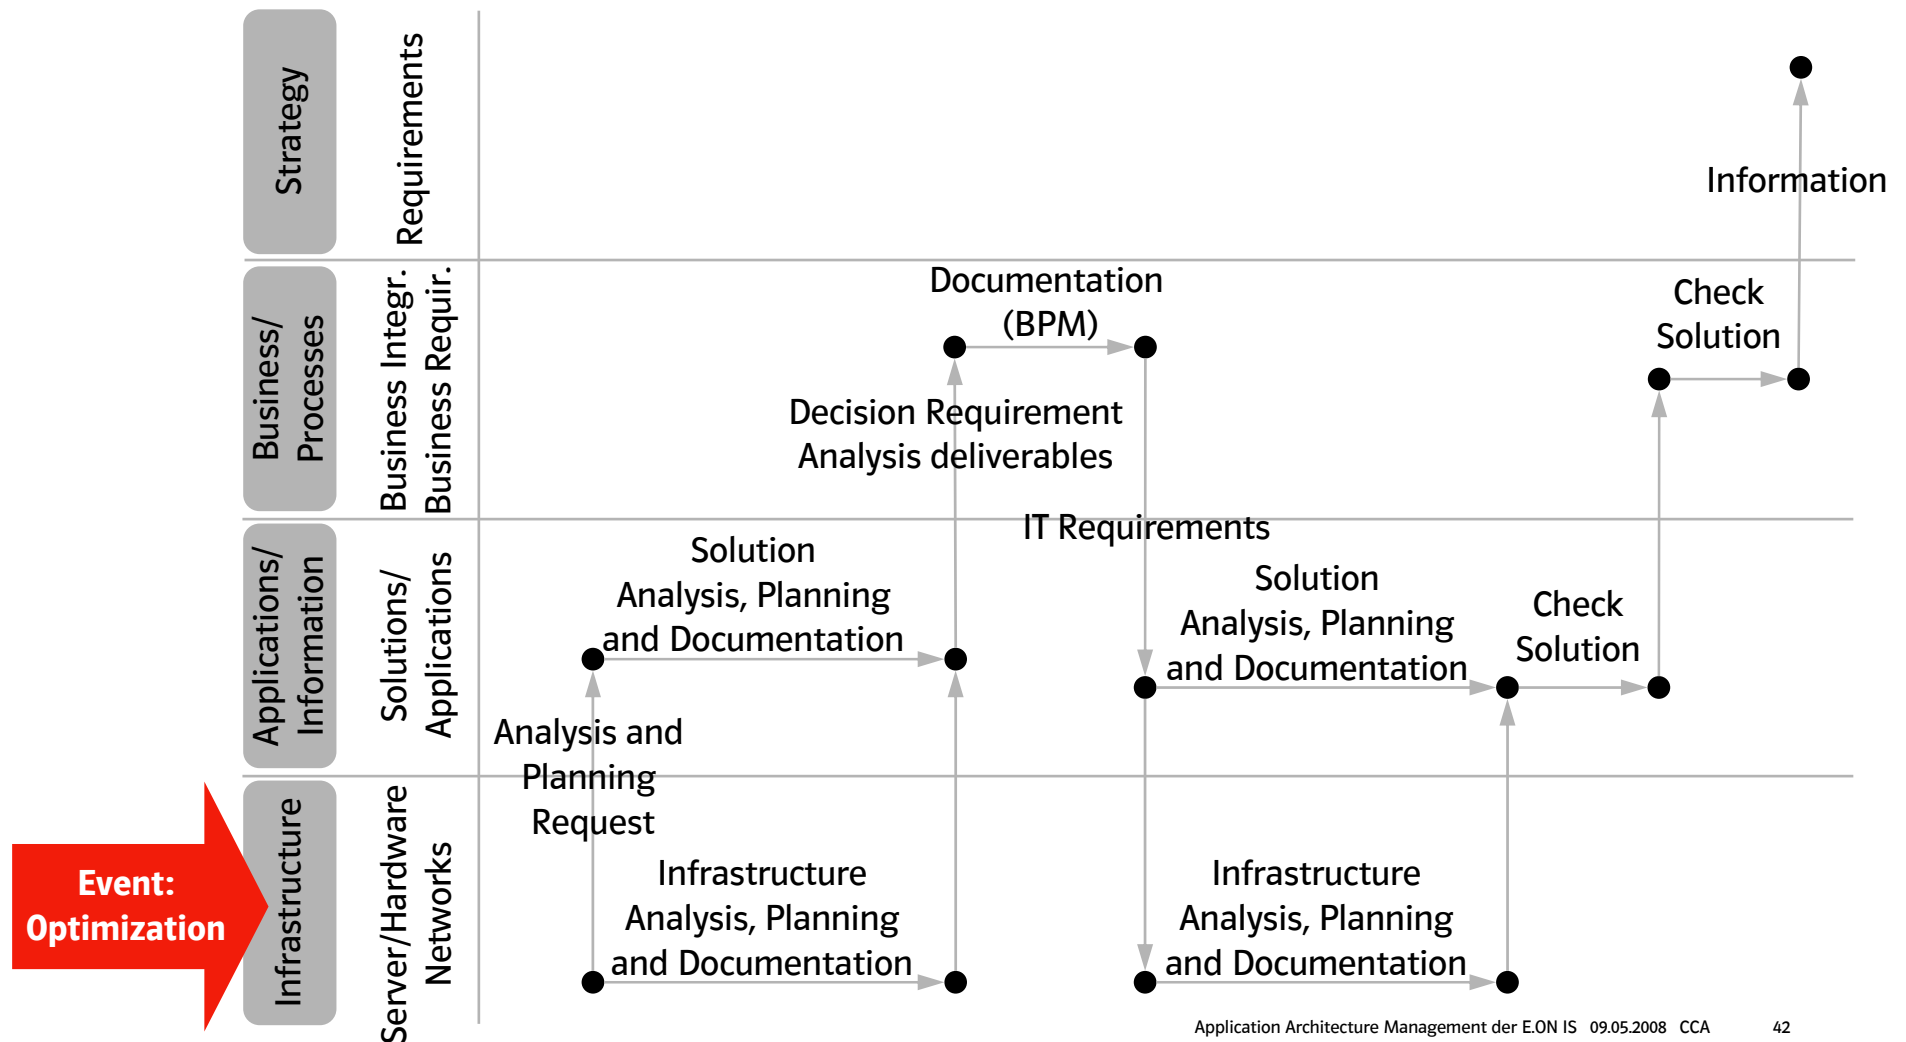 Strategy
Requirements
Information
Business/
Processes
Business Integr.
Business Requir.
Documentation
(BPM)
Check
Solution
Decision Requirement
Analysis deliverables
IT Requirements
Applications/
Information
Solutions/
Applications
Solution
Analysis, Planning
and Documentation
Solution
Analysis, Planning
and Documentation
Check
Solution
Analysis and
Planning
Request
Event:
Optimization
Infrastructure
Server/Hardware
Networks
Infrastructure
Analysis, Planning
and Documentation
Infrastructure
Analysis, Planning
and Documentation
Application Architecture Management der E.ON IS 09.05.2008 CCA 42